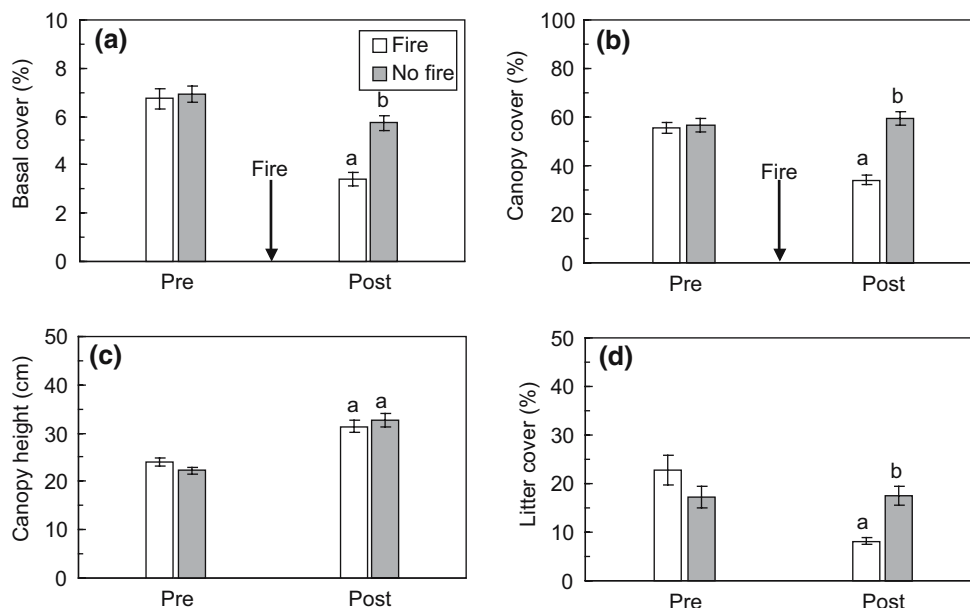 (a)
Basal cover (%)
10
8
6
4
2
0
Fire
No fire
b
a
Fire
Pre
Post
(b)
Canopy cover (%)
100
80
60
40
20
0
b
a
Fire
Pre
Post
(c)
Canopy height (cm)
50
40
30
20
10
0
a a
Pre
Post
(d)
Litter cover (%)
50
40
30
20
10
0
b
a
Pre
Post